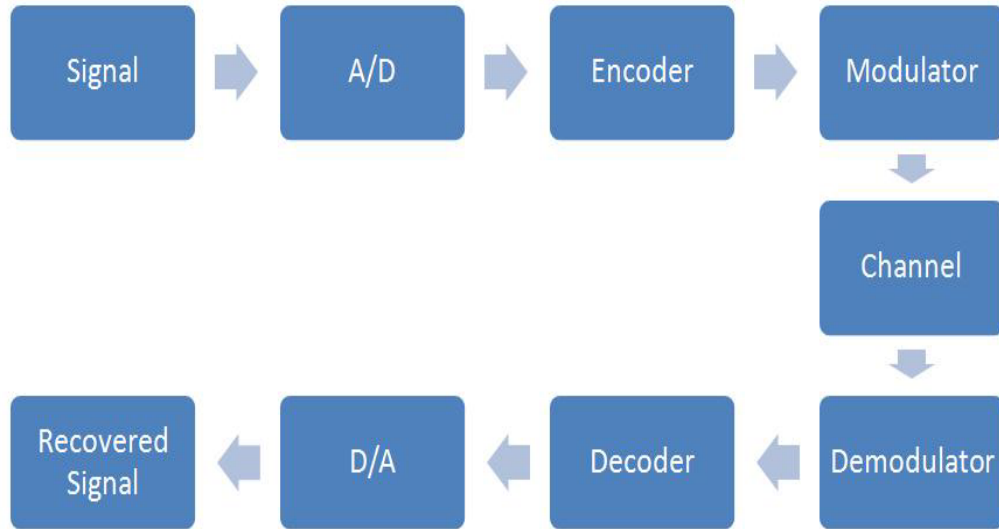 Signal
A/D
Encoder
Modulator
Channel
Recovered
Signal
D/A
Decoder
Demodulator